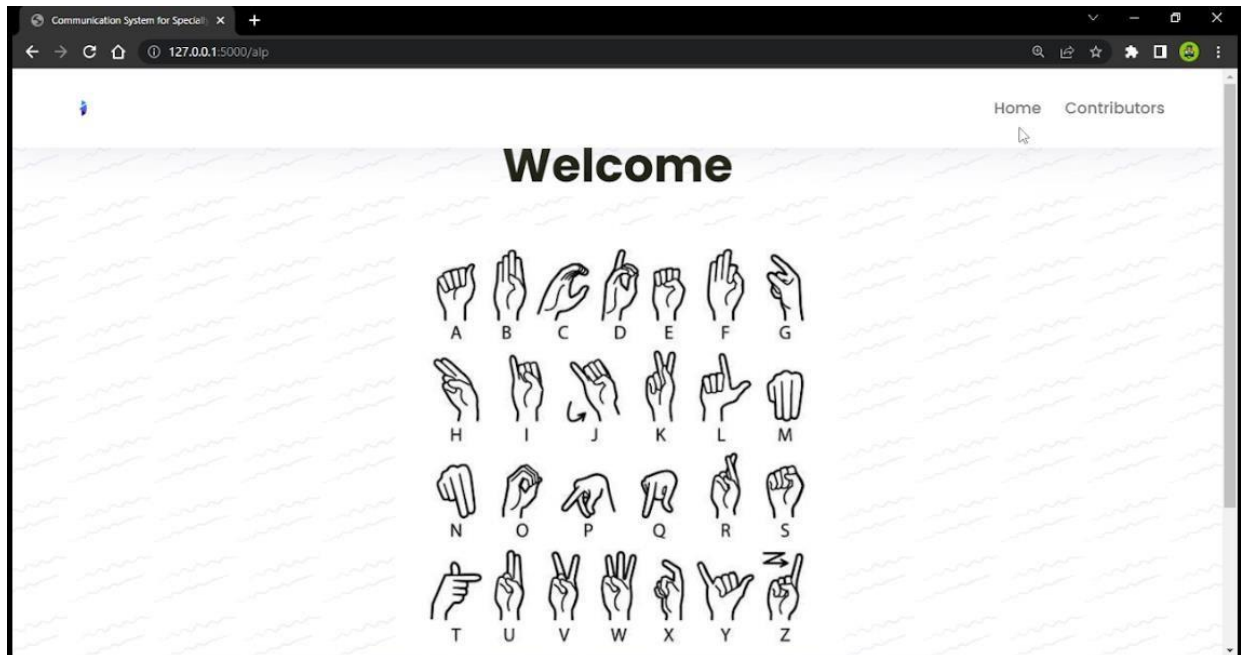 Communication System for Speciall
127.0.0.1:5000/alp
Home Contributors
Welcome
A B C D E F G
H I J K L M
N O P Q R S
T U V W X Y Z